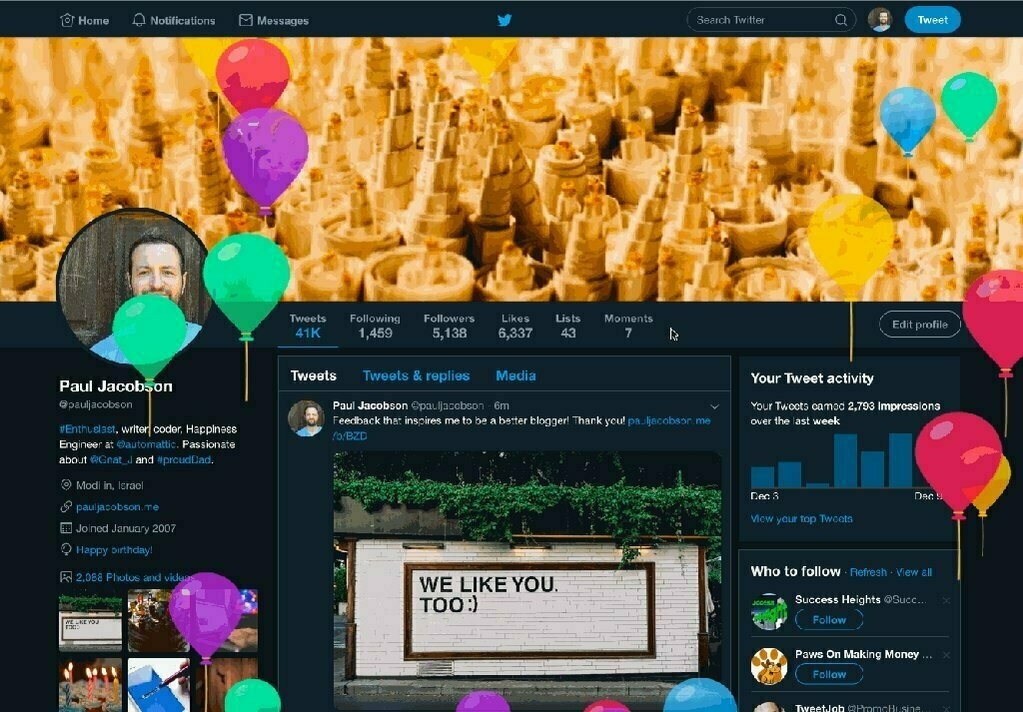 Home Notifications Messages Search Twitter Tweet
Tweets Following Followers Likes Lists Moments
41K 1,459 5,138 6,337 43 7
Edit profile
Paul Jacobson
@pauljacobson
#Enthusiast, writer, coder, Happiness
Engineer at @automattic. Passionate
about @Gnat_J and #proudDad.
Modi in, Israel
pauljacobson.me
Joined January 2007
Happy birthday!
2,068 Photos and videos
WE LIKE YOU
TOO :)
Tweets Tweets & replies Media
Paul Jacobson @pauljacobson · 6m
Feedback that inspires me to be a better blogger! Thank you! pauljacobson.me
/b/BZD
WE LIKE YOU.
TOO :)
Your Tweet activity
Your Tweets earned 2,793 impressions
over the last week
Dec 3 Dec 9
View your top Tweets
Who to follow · Refresh · View all
Success Heights @Succ...
Follow
Paws On Making Money ...
Follow
TweetJob @PromoBusine...